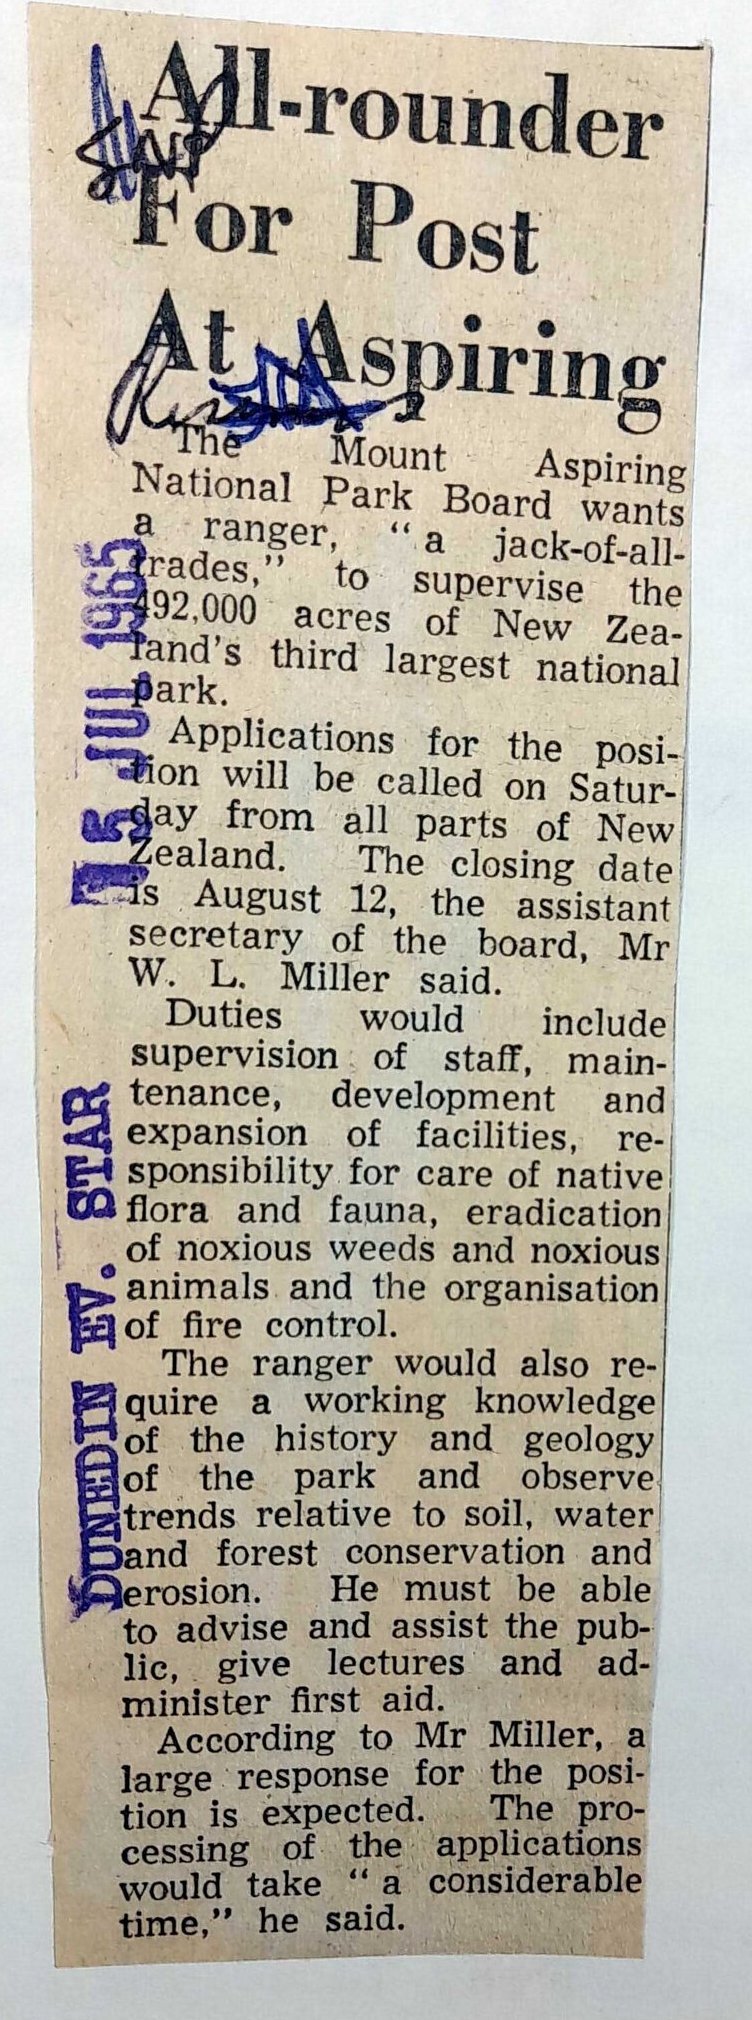 All-rounder
For Post
At Aspiring
The Mount Aspiring
National Park Board wants
a ranger, “a jack-of-all-
trades,” to supervise the
492,000 acres of New Zea-
land's third largest national
park.
Applications for the posi-
tion will be called on Satur-
day from all parts of New
Zealand. The closing date
is August 12, the assistant
secretary of the board, Mr
W. L. Miller said.
Duties would include
supervision of staff, main-
tenance, development and
expansion of facilities, re-
sponsibility for care of native
flora and fauna, eradication
of noxious weeds and noxious
animals and the organisation
of fire control.
The ranger would also re-
quire a working knowledge
of the history and geology
of the park and observe
trends relative to soil, water
and forest conservation and
erosion. He must be able
to advise and assist the pub-
lic, give lectures and ad-
minister first aid.
According to Mr Miller, a
large response for the posi-
tion is expected. The pro-
cessing of the applications
would take “a considerable
time,” he said.
15 JUL 1965
DUNEDIN EV. STAR